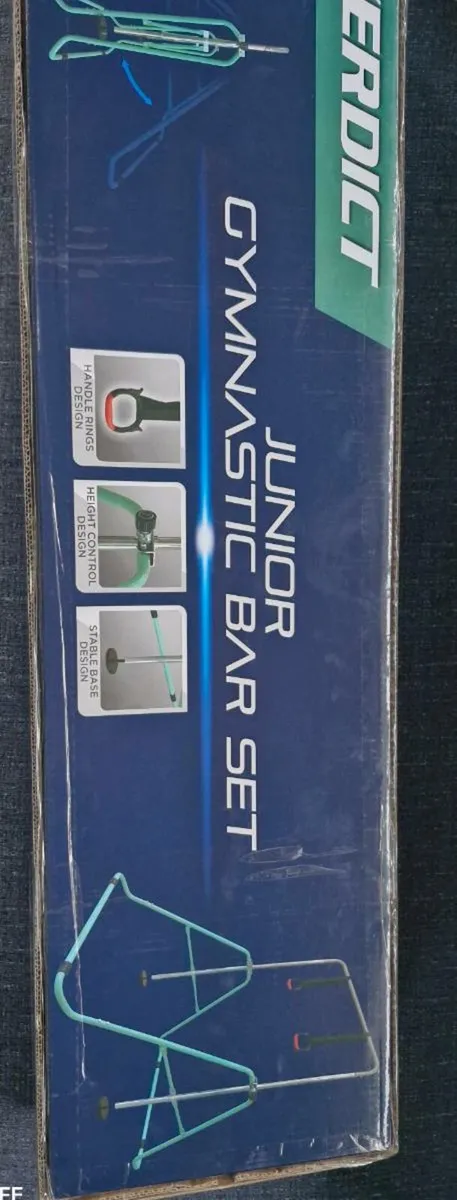 ERDICT
JUNIOR
GYMNASTIC BAR SET
HANDLE RINGS
DESIGN
HEIGHT CONTROL
DESIGN
STABLE BASE
DESIGN